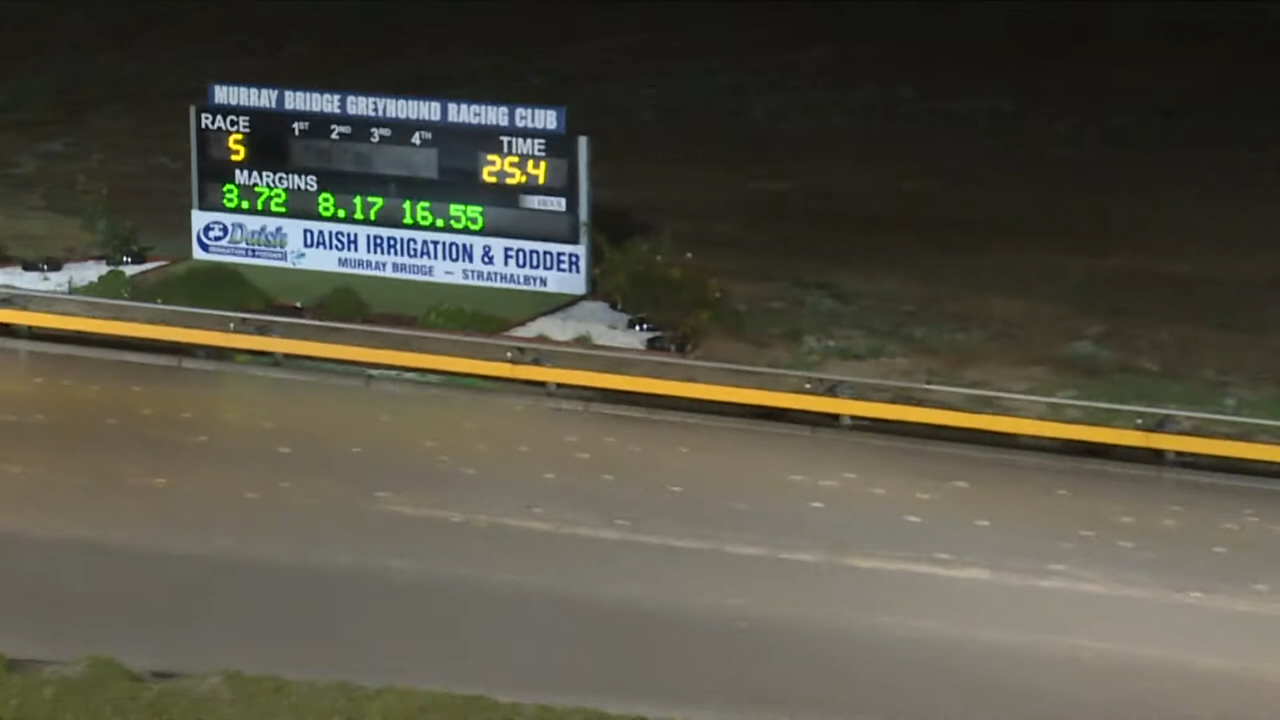 MURRAY BRIDGE GREYHOUND RACING CLUB
RACE 1ST 2ND 3RD 4TH TIME
5 25.4
MARGINS
3.72 8.17 16.55
Daish DAISH IRRIGATION & FODDER
IRRIGATION & FODDER
MURRAY BRIDGE — STRATHALBYN